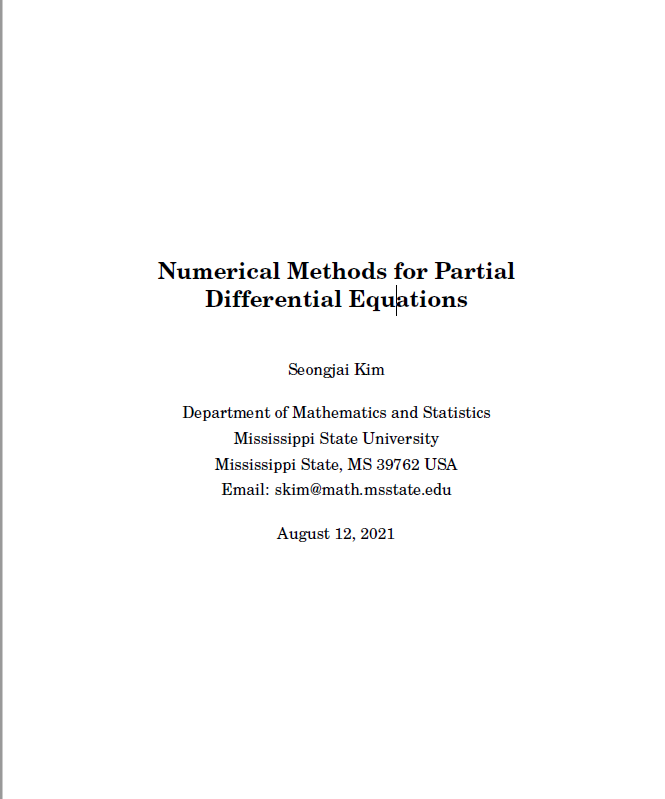 Numerical Methods for Partial
Differential Equations
Seongjai Kim
Department of Mathematics and Statistics
Mississippi State University
Mississippi State, MS 39762 USA
Email: skim@math.msstate.edu
August 12, 2021